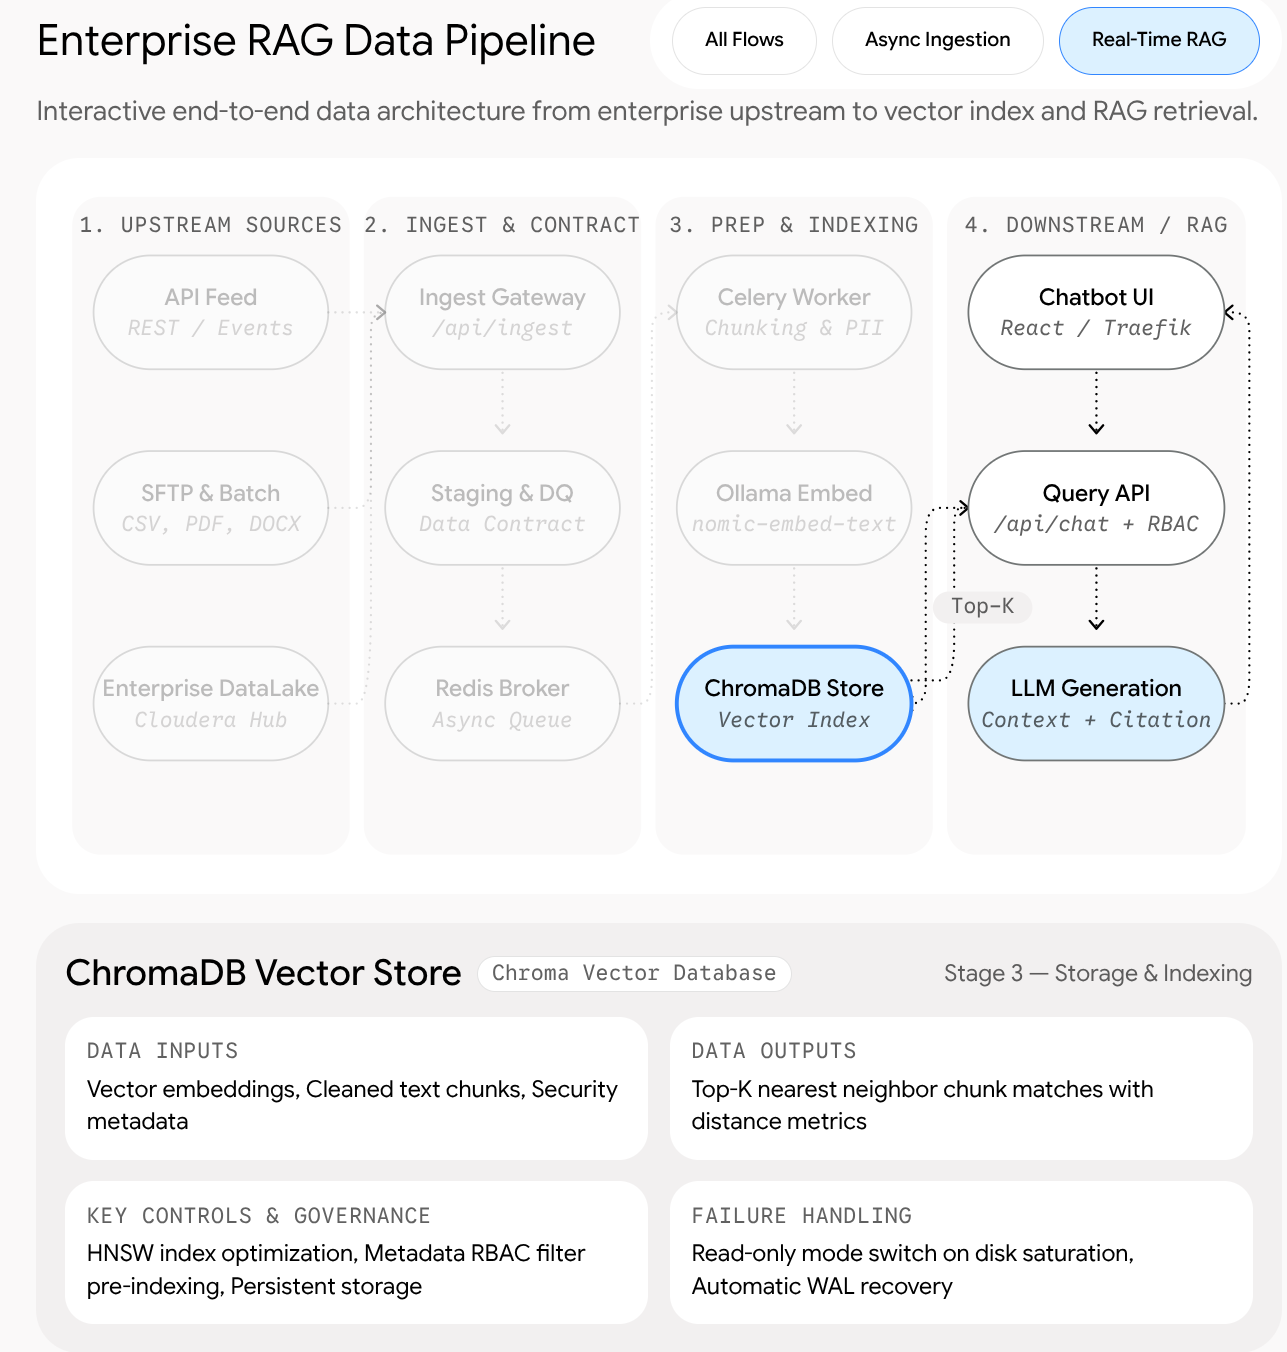 Enterprise RAG Data Pipeline
All Flows
Async Ingestion
Real-Time RAG
Interactive end-to-end data architecture from enterprise upstream to vector index and RAG retrieval.
1. UPSTREAM SOURCES
API Feed
REST / Events
SFTP & Batch
CSV, PDF, DOCX
Enterprise DataLake
Cloudera Hub
2. INGEST & CONTRACT
Ingest Gateway
/api/ingest
Staging & DQ
Data Contract
Redis Broker
Async Queue
3. PREP & INDEXING
Celery Worker
Chunking & PII
Ollama Embed
nomic-embed-text
ChromaDB Store
Vector Index
Top-K
4. DOWNSTREAM / RAG
Chatbot UI
React / Traefik
Query API
/api/chat + RBAC
LLM Generation
Context + Citation
ChromaDB Vector Store
Chroma Vector Database
Stage 3 — Storage & Indexing
DATA INPUTS
Vector embeddings, Cleaned text chunks, Security
metadata
DATA OUTPUTS
Top-K nearest neighbor chunk matches with
distance metrics
KEY CONTROLS & GOVERNANCE
HNSW index optimization, Metadata RBAC filter
pre-indexing, Persistent storage
FAILURE HANDLING
Read-only mode switch on disk saturation,
Automatic WAL recovery